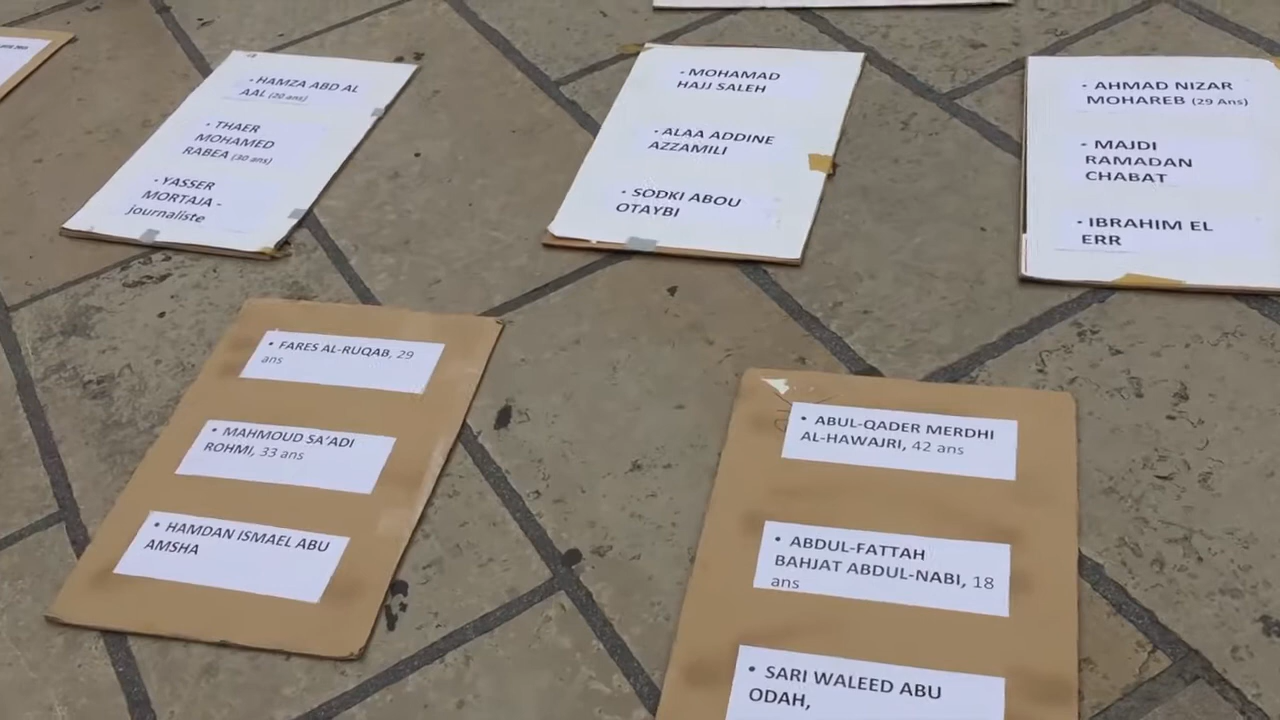 - HAMZA ABD AL
AAL (20 ans)
- THAER
MOHAMED
RABEA (30 ans)
- YASSER
MORTAJA -
journaliste
- MOHAMAD
HAJJ SALEH
- ALAA ADDINE
AZZAMILI
- SODKI ABOU
OTAYBI
- AHMAD NIZAR
MOHAREB (29 Ans)
- MAJDI
RAMADAN
CHABAT
- IBRAHIM EL
ERR
• FARES AL-RUQAB, 29
ans
• MAHMOUD SA'ADI
ROHMI, 33 ans
• HAMDAN ISMAEL ABU
AMSHA
• ABUL-QADER MERDHI
AL-HAWAJRI, 42 ans
• ABDUL-FATTAH
BAHJAT ABDUL-NABI, 18
ans
• SARI WALEED ABU
ODAH,